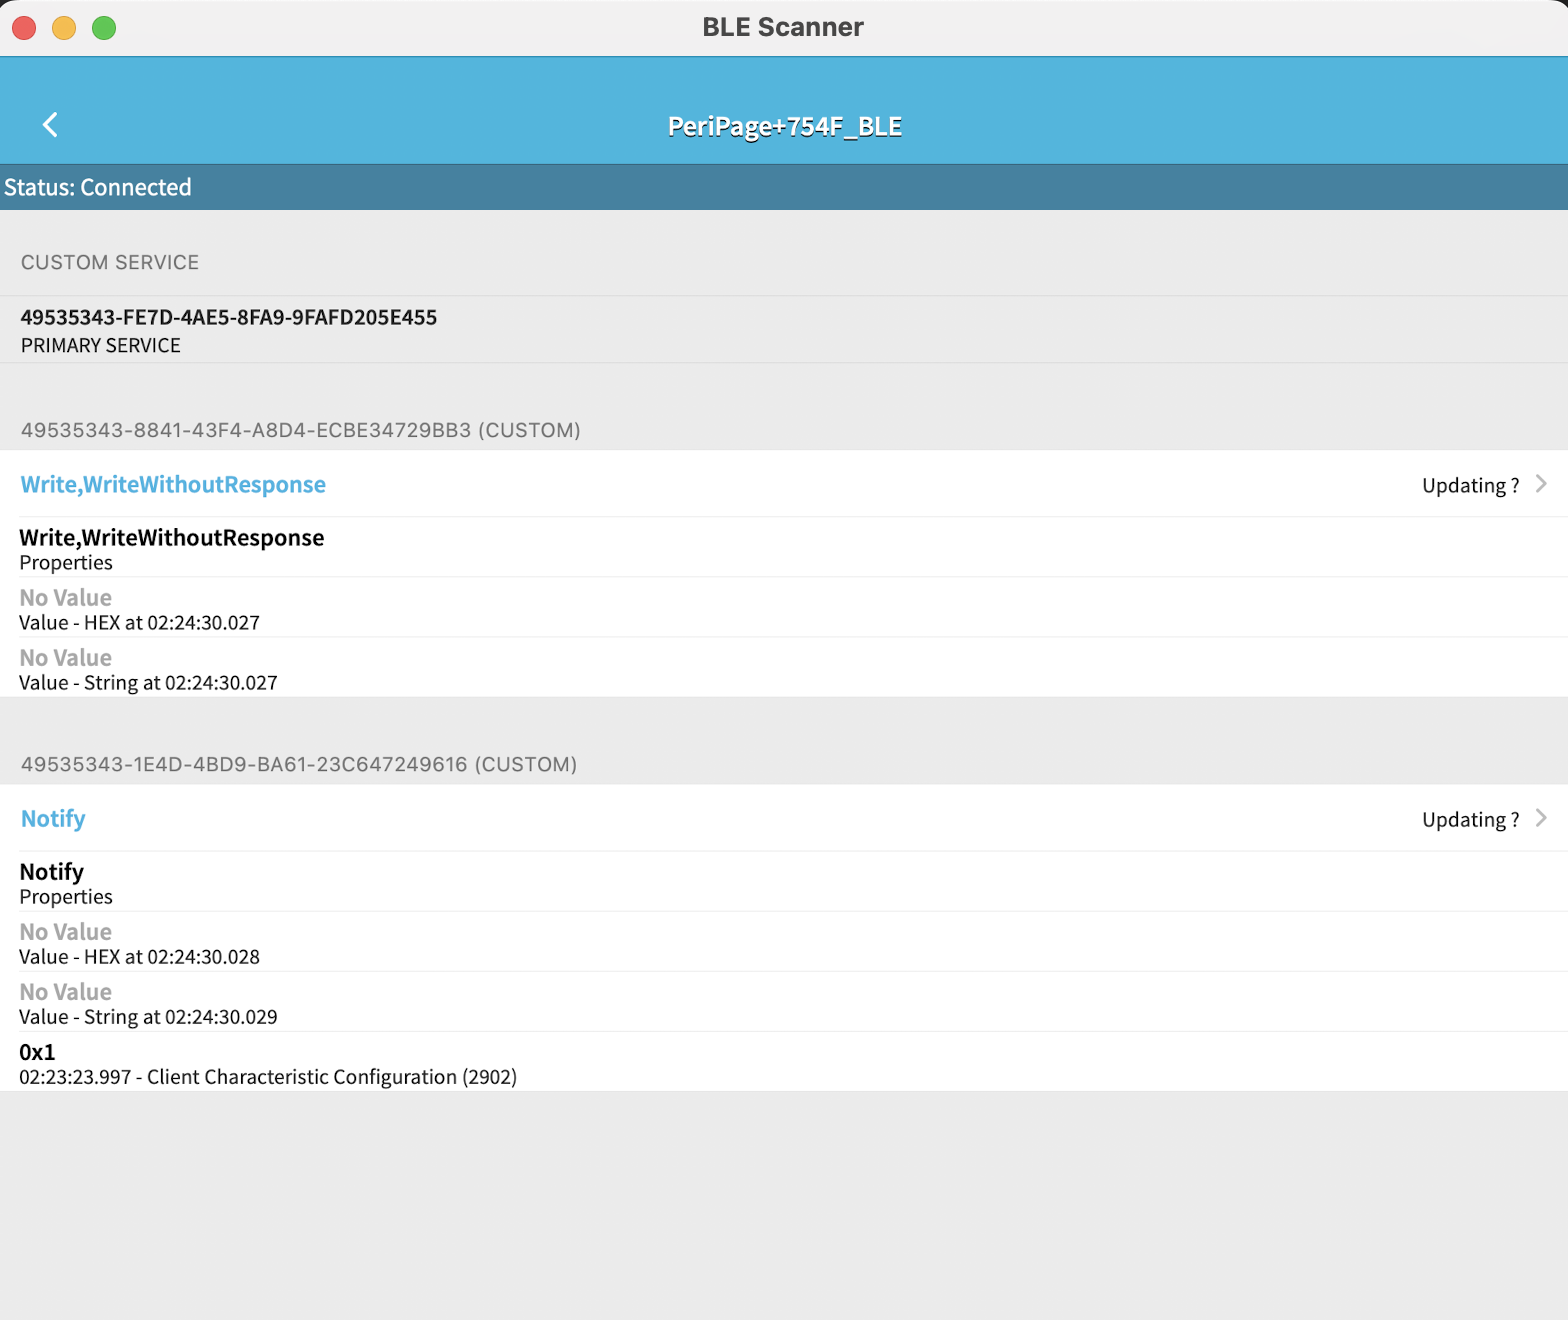 BLE Scanner
PeriPage+754F_BLE
Status: Connected
CUSTOM SERVICE
49535343-FE7D-4AE5-8FA9-9FAFD205E455
PRIMARY SERVICE
49535343-8841-43F4-A8D4-ECBE34729BB3 (CUSTOM)
Write,WriteWithoutResponse
Updating ?
Write,WriteWithoutResponse
Properties
No Value
Value - HEX at 02:24:30.027
No Value
Value - String at 02:24:30.027
49535343-1E4D-4BD9-BA61-23C647249616 (CUSTOM)
Notify
Updating ?
Notify
Properties
No Value
Value - HEX at 02:24:30.028
No Value
Value - String at 02:24:30.029
0x1
02:23:23.997 - Client Characteristic Configuration (2902)